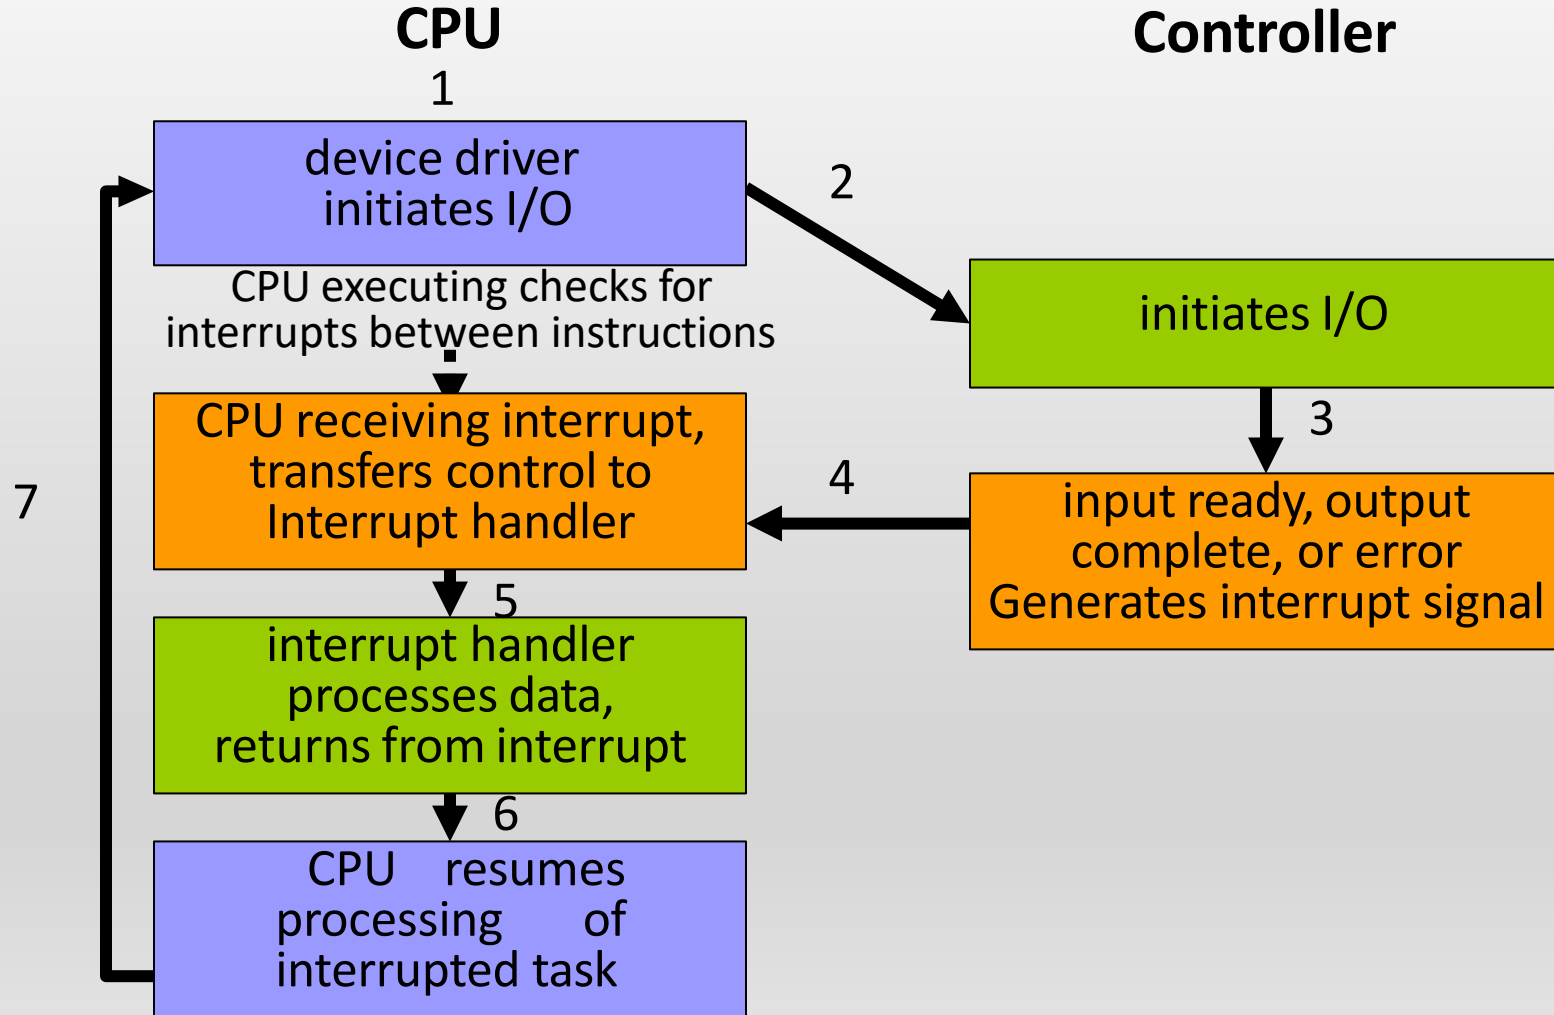 CPU
Controller
1
device driver
initiates I/O
2
CPU executing checks for
interrupts between instructions
initiates I/O
CPU receiving interrupt,
transfers control to
Interrupt handler
3
4
7
input ready, output
complete, or error
Generates interrupt signal
5
interrupt handler
processes data,
returns from interrupt
6
CPU resumes
processing of
interrupted task